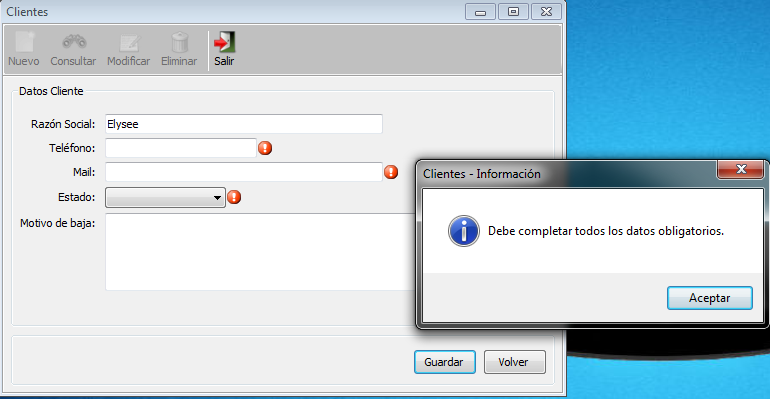 Clientes
Nuevo Consultar Modificar Eliminar Salir
Datos Cliente
Razón Social: Elysee
Teléfono:
Mail:
Estado:
Motivo de baja:
Guardar Volver
Clientes - Información
Debe completar todos los datos obligatorios.
Aceptar